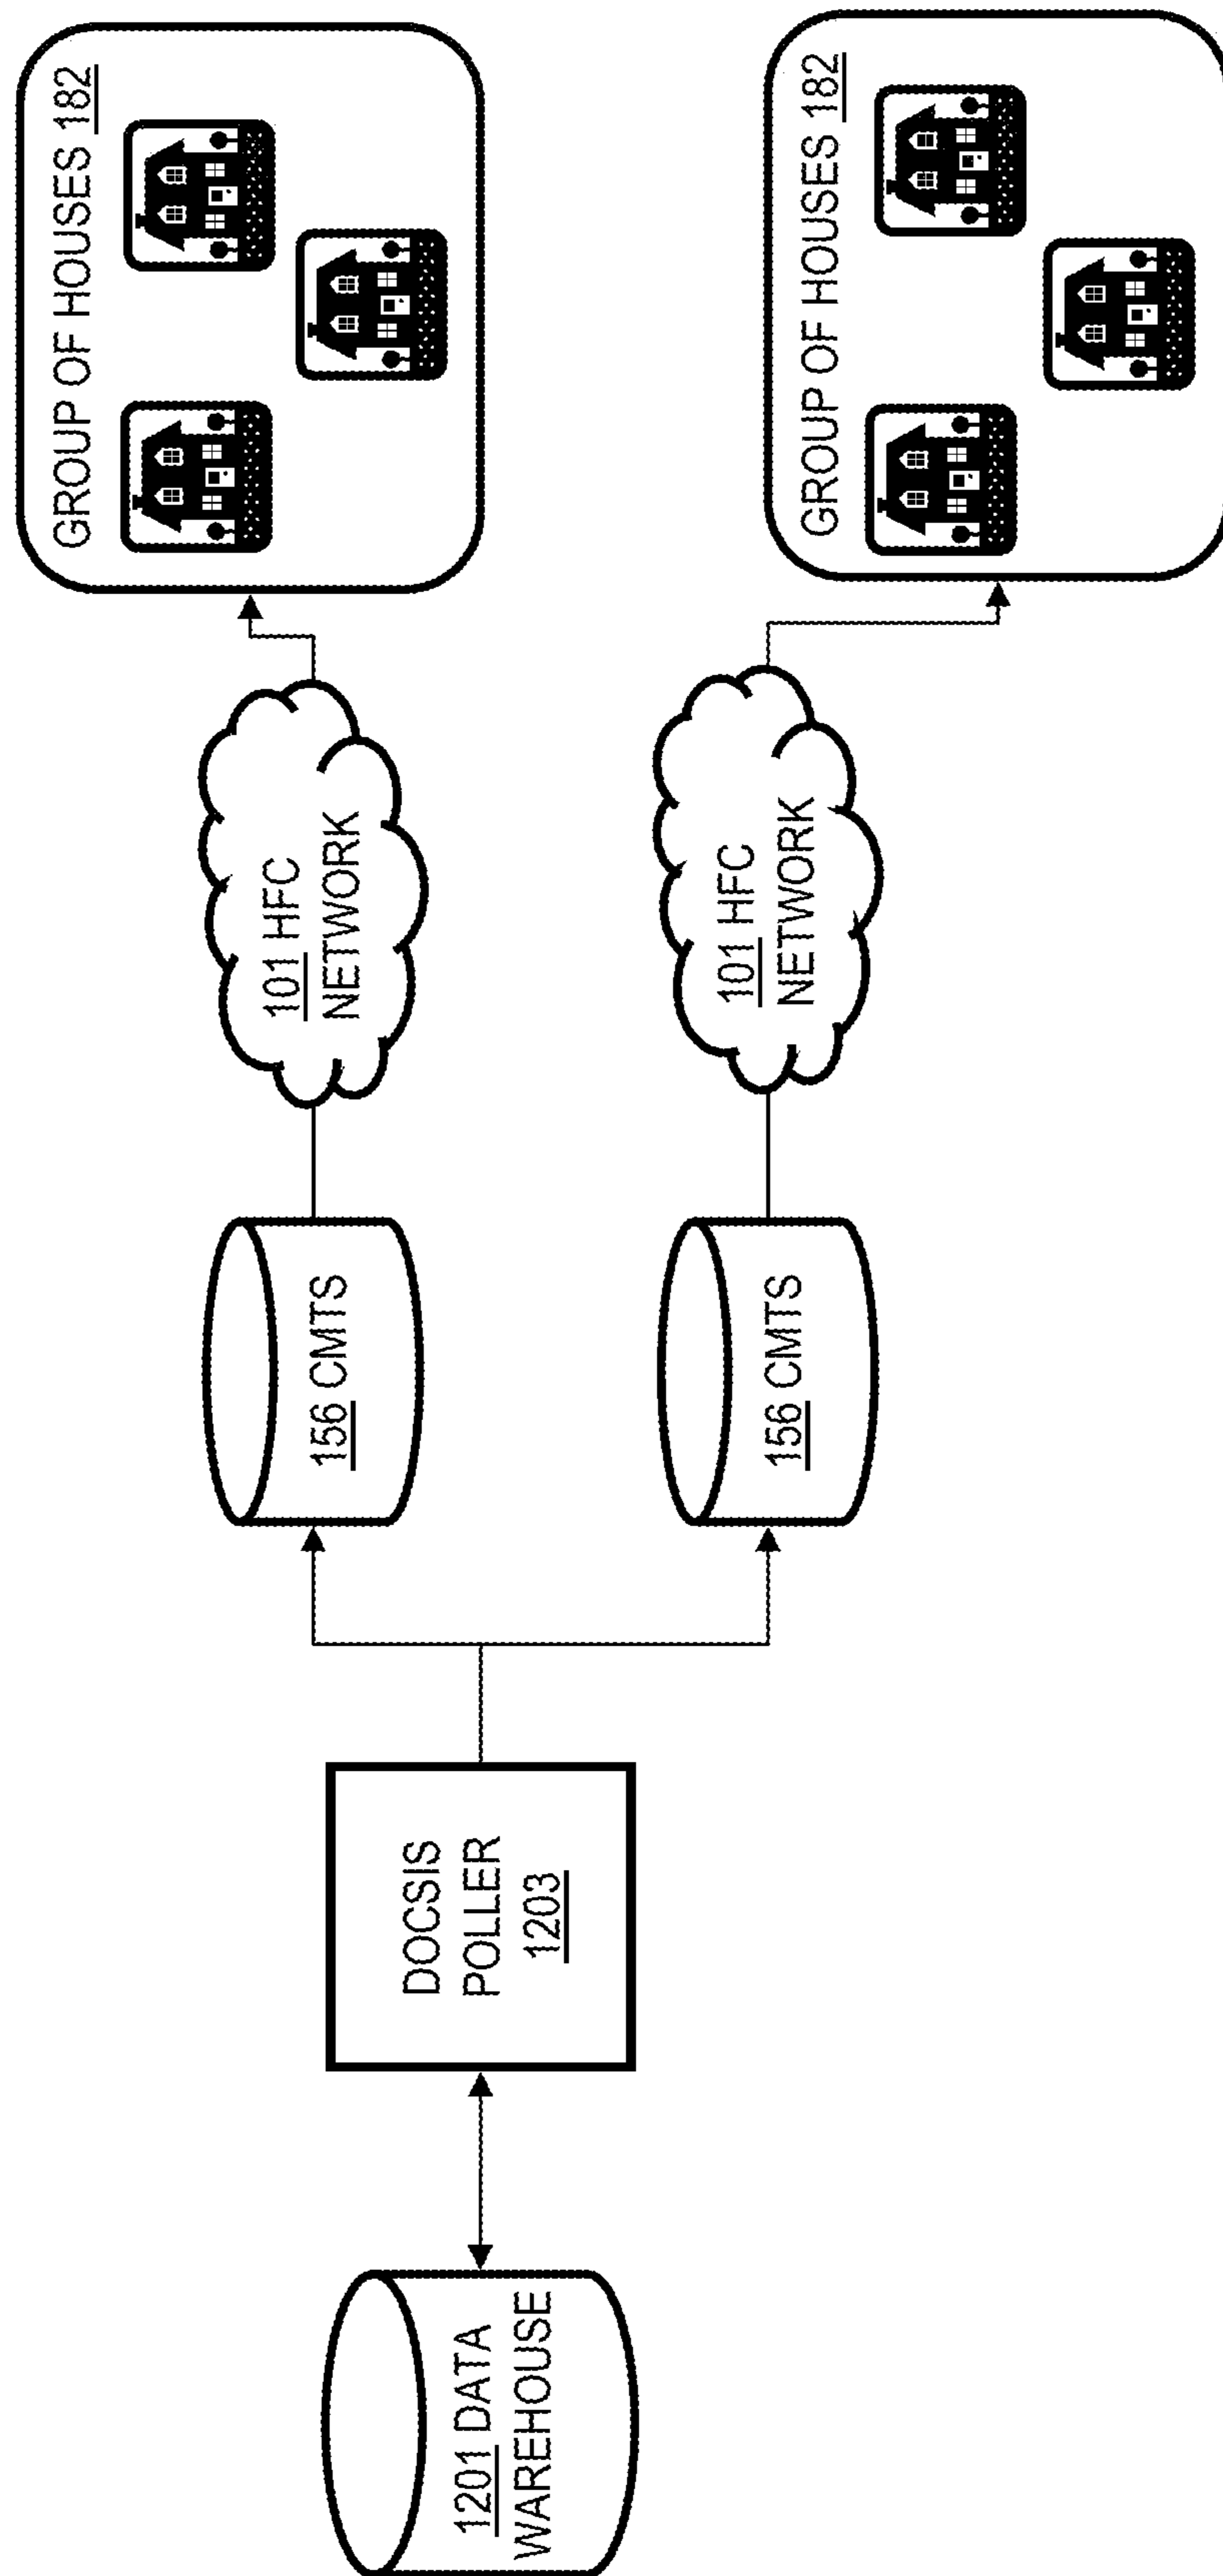 1201 DATA
WAREHOUSE
DOCSIS
POLLER
1203
156 CMTS
101 HFC
NETWORK
GROUP OF HOUSES 182
156 CMTS
101 HFC
NETWORK
GROUP OF HOUSES 182